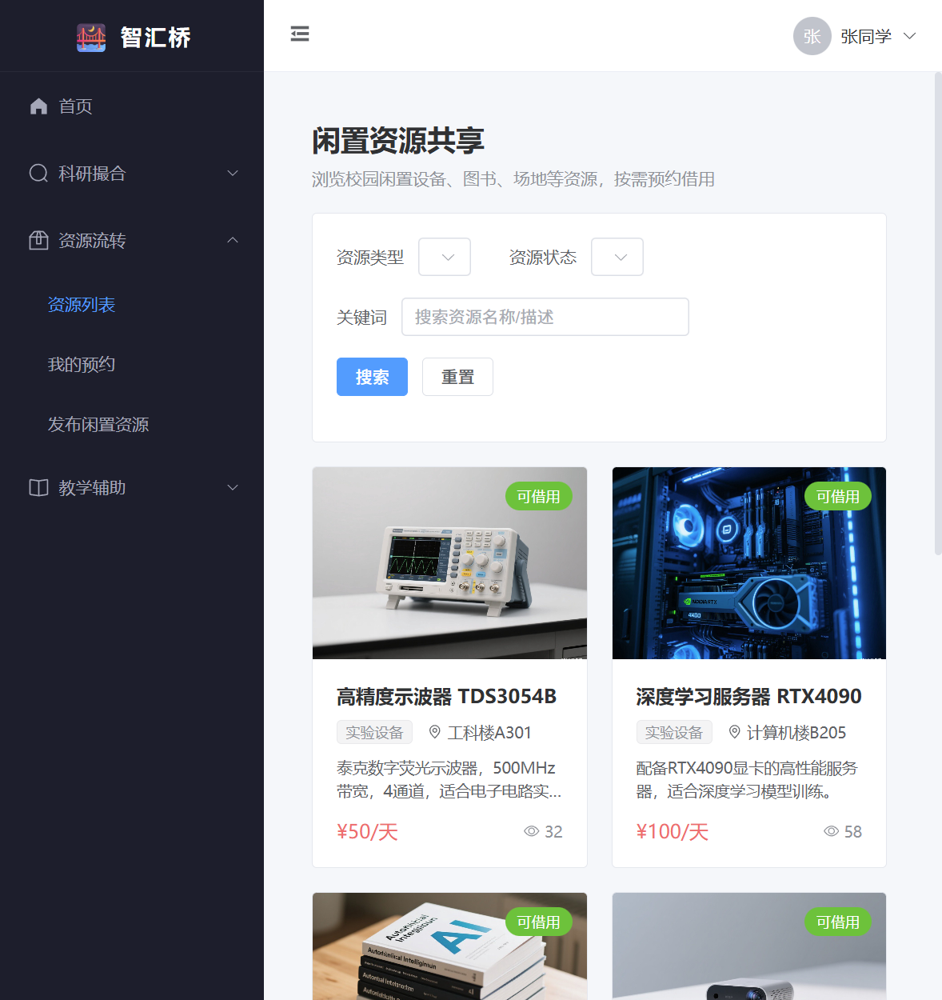 智汇桥
张
张同学
首页
科研撮合
资源流转
资源列表
我的预约
发布闲置资源
教学辅助
闲置资源共享
浏览校园闲置设备、图书、场地等资源，按需预约借用
资源类型
资源状态
关键词
搜索资源名称/描述
搜索
重置
可借用
高精度示波器 TDS3054B
实验设备
工科楼A301
泰克数字荧光示波器，500MHz
带宽，4通道，适合电子电路实...
¥50/天
32
可借用
4K00
深度学习服务器 RTX4090
实验设备
计算机楼B205
配备RTX4090显卡的高性能服务
器，适合深度学习模型训练。
¥100/天
58
可借用
AI
可借用